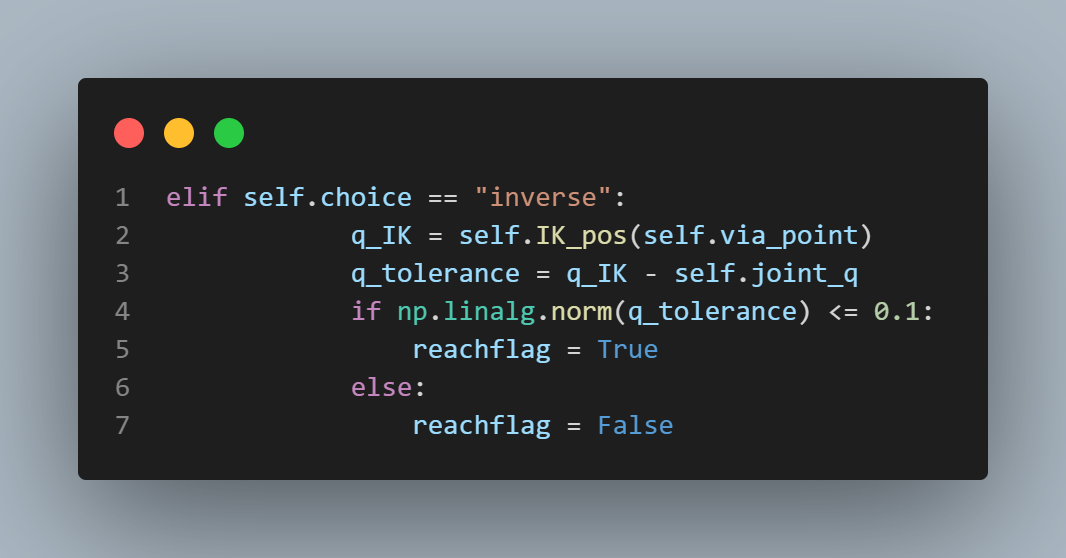 1 elif self.choice == "inverse":
2             q_IK = self.IK_pos(self.via_point)
3             q_tolerance = q_IK - self.joint_q
4             if np.linalg.norm(q_tolerance) <= 0.1:
5                 reachflag = True
6             else:
7                 reachflag = False